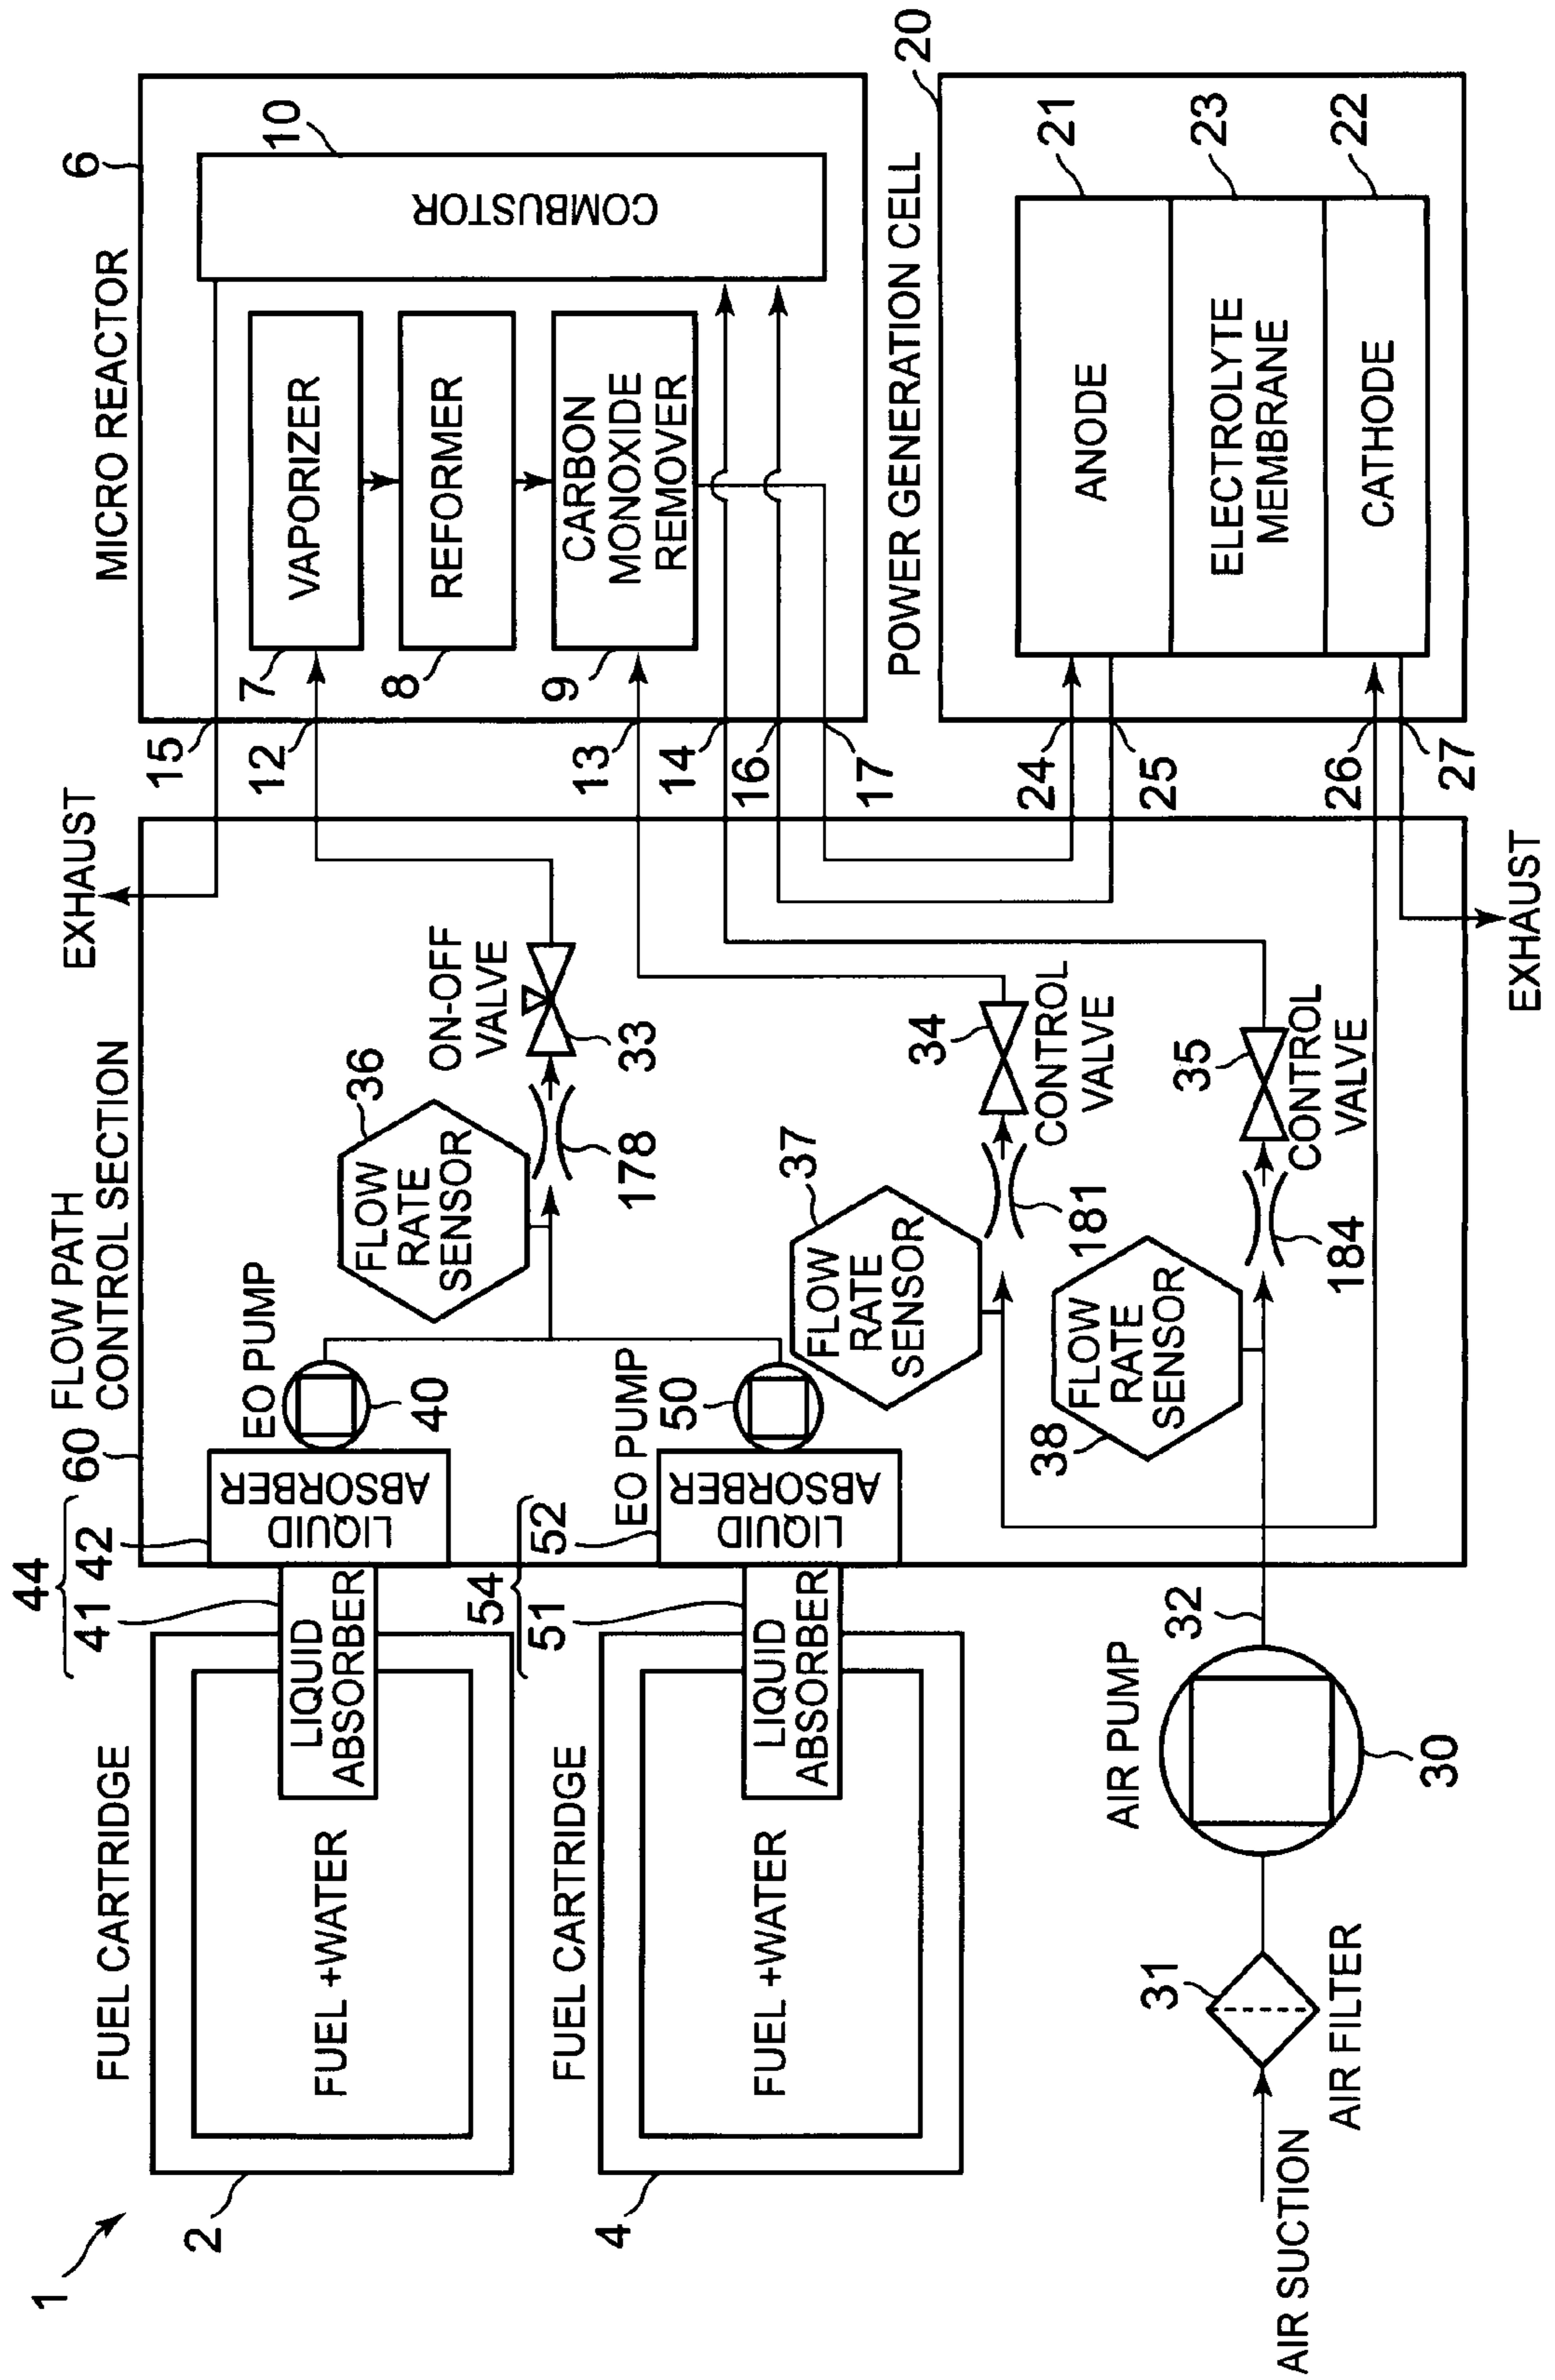 1
FUEL CARTRIDGE
2
FUEL +WATER
44
41
42
LIQUID
ABSORBER
LIQUID
ABSORBER
FUEL CARTRIDGE
4
FUEL +WATER
54
51
52
LIQUID
ABSORBER
LIQUID
ABSORBER
AIR SUCTION
31
AIR FILTER
AIR PUMP
30
32
60
FLOW PATH
CONTROL SECTION
EO PUMP
40
EO PUMP
50
36
FLOW
RATE
SENSOR
178
ON-OFF
VALVE
33
37
FLOW
RATE
SENSOR
181
34
CONTROL
VALVE
38
FLOW
RATE
SENSOR
184
35
CONTROL
VALVE
EXHAUST
EXHAUST
MICRO REACTOR
6
15
12
13
14
16
17
7
VAPORIZER
8
REFORMER
9
CARBON
MONOXIDE
REMOVER
10
COMBUSTOR
POWER GENERATION CELL
20
24
25
26
27
ANODE
21
ELECTROLYTE
MEMBRANE
23
CATHODE
22